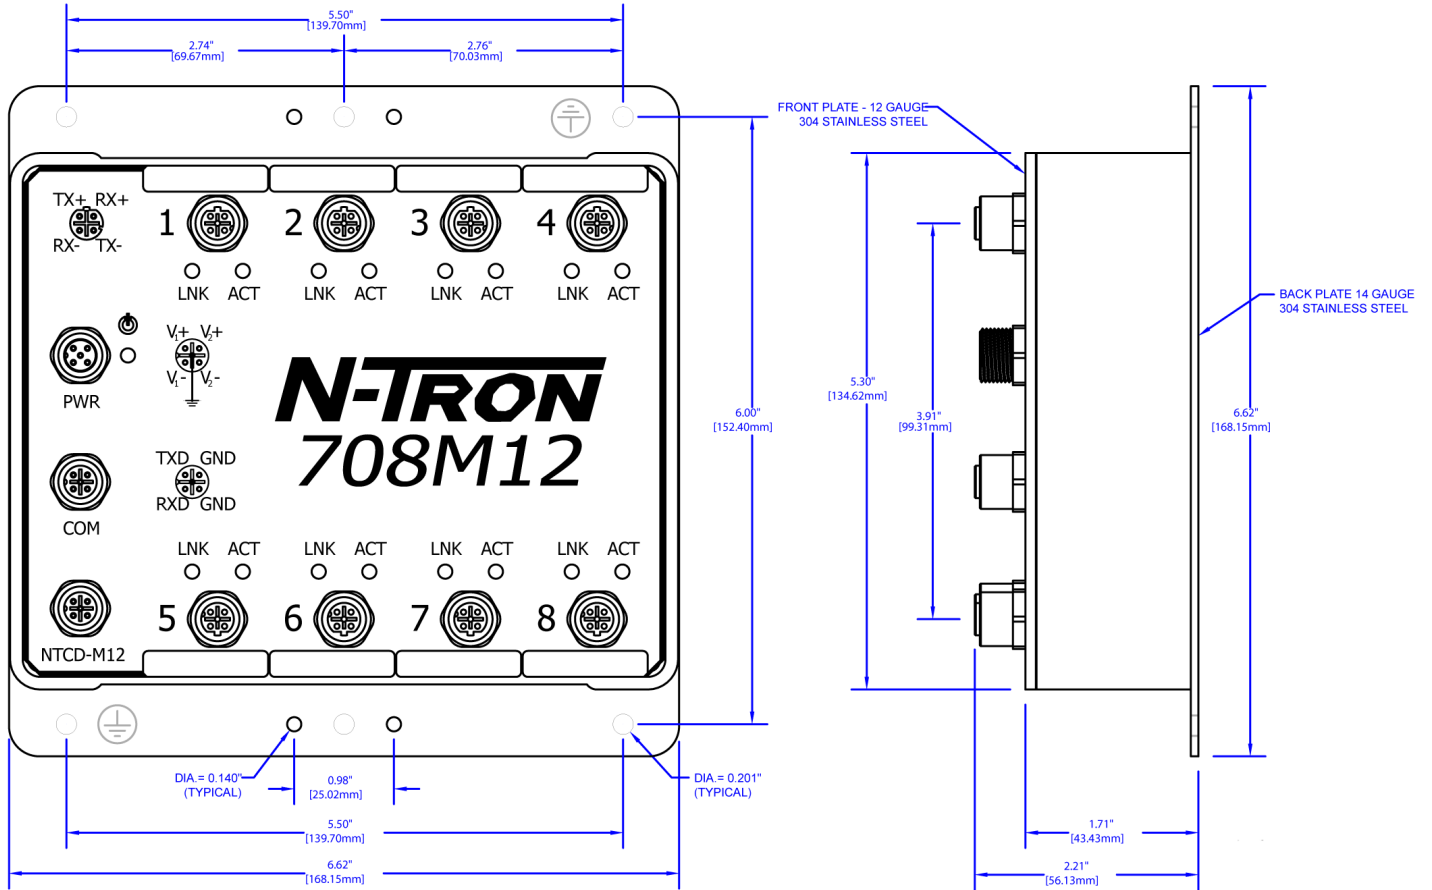 5.50"
[139.70mm]
2.74"
[69.67mm]
2.76"
[70.03mm]
FRONT PLATE - 12 GAUGE
304 STAINLESS STEEL
TX+ RX+
RX- TX-
1
2
3
4
LNK ACT
LNK ACT
LNK ACT
LNK ACT
V1+ V2+
V1- V2-
PWR
N-TRON
708M12
TXD GND
RXD GND
COM
LNK ACT
LNK ACT
LNK ACT
LNK ACT
5
6
7
8
NTCD-M12
6.00"
[152.40mm]
5.30"
[134.62mm]
3.91"
[99.31mm]
6.62"
[168.15mm]
BACK PLATE 14 GAUGE
304 STAINLESS STEEL
DIA.= 0.140"
(TYPICAL)
0.98"
[25.02mm]
DIA.= 0.201"
(TYPICAL)
5.50"
[139.70mm]
6.62"
[168.15mm]
1.71"
[43.43mm]
2.21"
[56.13mm]